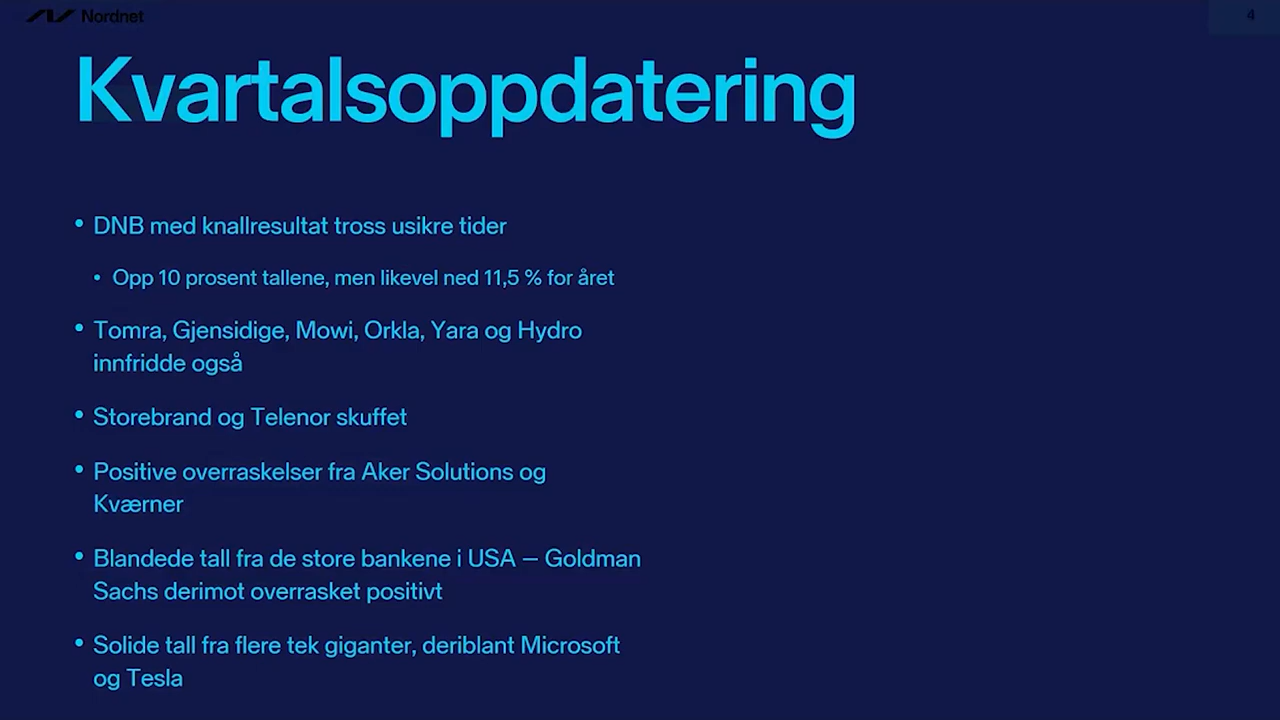 Nordnet
4
Kvartalsoppdatering
• DNB med knallresultat tross usikre tider
• Opp 10 prosent tallene, men likevel ned 11,5 % for året
• Tomra, Gjensidige, Mowi, Orkla, Yara og Hydro
innfridde også
• Storebrand og Telenor skuffet
• Positive overraskelser fra Aker Solutions og
Kværner
• Blandede tall fra de store bankene i USA – Goldman
Sachs derimot overrasket positivt
• Solide tall fra flere tek giganter, deriblant Microsoft
og Tesla